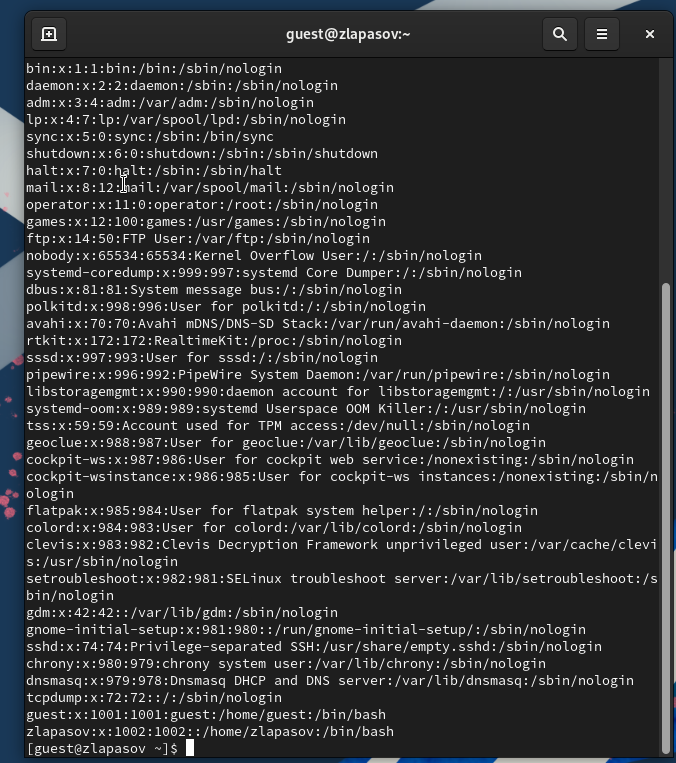 guest@zlapasov:~
bin:x:1:1:bin:/bin:/sbin/nologin
daemon:x:2:2:daemon:/sbin:/sbin/nologin
adm:x:3:4:adm:/var/adm:/sbin/nologin
lp:x:4:7:lp:/var/spool/lpd:/sbin/nologin
sync:x:5:0:sync:/sbin:/bin/sync
shutdown:x:6:0:shutdown:/sbin:/sbin/shutdown
halt:x:7:0:halt:/sbin:/sbin/halt
mail:x:8:12:mail:/var/spool/mail:/sbin/nologin
operator:x:11:0:operator:/root:/sbin/nologin
games:x:12:100:games:/usr/games:/sbin/nologin
ftp:x:14:50:FTP User:/var/ftp:/sbin/nologin
nobody:x:65534:65534:Kernel Overflow User:/:/sbin/nologin
systemd-coredump:x:999:997:systemd Core Dumper:/:/sbin/nologin
dbus:x:81:81:System message bus:/:/sbin/nologin
polkitd:x:998:996:User for polkitd:/:/sbin/nologin
avahi:x:70:70:Avahi mDNS/DNS-SD Stack:/var/run/avahi-daemon:/sbin/nologin
rtkit:x:172:172:RealtimeKit:/proc:/sbin/nologin
sssd:x:997:993:User for sssd:/:/sbin/nologin
pipewire:x:996:992:PipeWire System Daemon:/var/run/pipewire:/sbin/nologin
libstoragemgmt:x:990:990:daemon account for libstoragemgmt:/:/usr/sbin/nologin
systemd-oom:x:989:989:systemd Userspace OOM Killer:/:/usr/sbin/nologin
tss:x:59:59:Account used for TPM access:/dev/null:/sbin/nologin
geoclue:x:988:987:User for geoclue:/var/lib/geoclue:/sbin/nologin
cockpit-ws:x:987:986:User for cockpit web service:/nonexisting:/sbin/nologin
cockpit-wsinstance:x:986:985:User for cockpit-ws instances:/nonexisting:/sbin/n
ologin
flatpak:x:985:984:User for flatpak system helper:/:/sbin/nologin
colord:x:984:983:User for colord:/var/lib/colord:/sbin/nologin
clevis:x:983:982:Clevis Decryption Framework unprivileged user:/var/cache/clevi
s:/usr/sbin/nologin
setroubleshoot:x:982:981:SELinux troubleshoot server:/var/lib/setroubleshoot:/s
bin/nologin
gdm:x:42:42::/var/lib/gdm:/sbin/nologin
gnome-initial-setup:x:981:980::/run/gnome-initial-setup/:/sbin/nologin
sshd:x:74:74:Privilege-separated SSH:/usr/share/empty.sshd:/sbin/nologin
chrony:x:980:979:chrony system user:/var/lib/chrony:/sbin/nologin
dnsmasq:x:979:978:Dnsmasq DHCP and DNS server:/var/lib/dnsmasq:/sbin/nologin
tcpdump:x:72:72::/:/sbin/nologin
guest:x:1001:1001:guest:/home/guest:/bin/bash
zlapasov:x:1002:1002::/home/zlapasov:/bin/bash
[guest@zlapasov ~]$